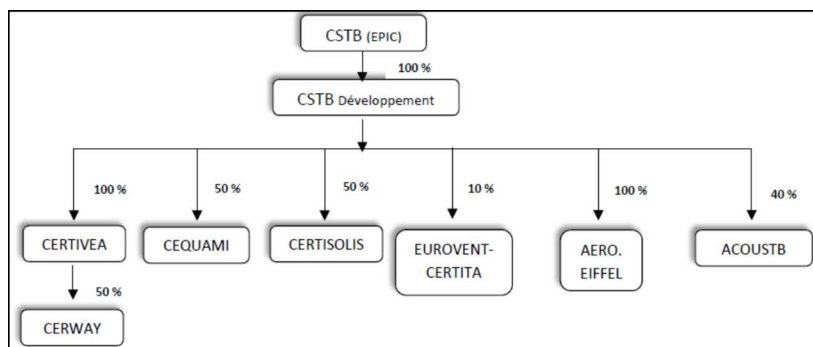 CSTB (EPIC)
100 %
CSTB Développement
100 %
50 %
50 %
10 %
100 %
40 %
CERTIVEA
CEQUAMI
CERTISOLIS
EUROVENT-
CERTITA
AERO.
EIFFEL
ACOUSTB
50 %
CERWAY